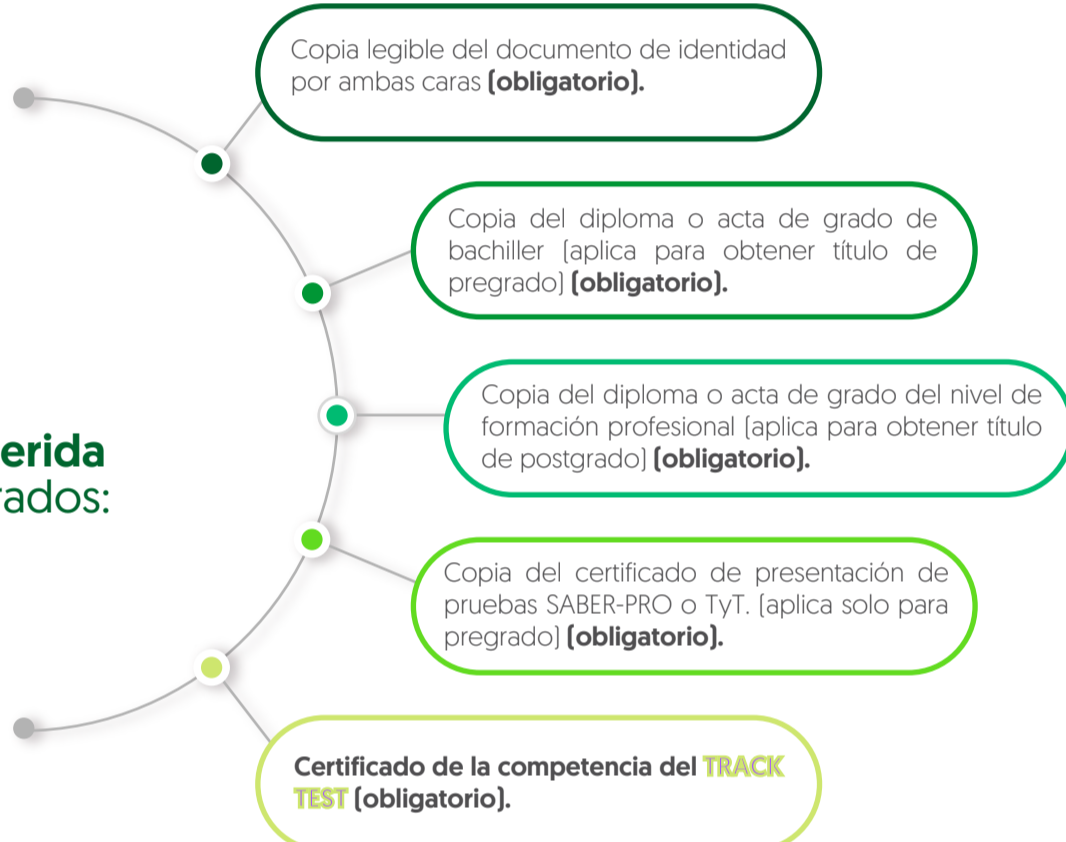 Copia legible del documento de identidad
por ambas caras (obligatorio).
Copia del diploma o acta de grado de
bachiller (aplica para obtener título de
pregrado) (obligatorio).
Copia del diploma o acta de grado del nivel de
formación profesional (aplica para obtener título
de postgrado) (obligatorio).
erida
rados:
Copia del certificado de presentación de
pruebas SABER-PRO o TyT. (aplica solo para
pregrado) (obligatorio).
Certificado de la competencia del TRACK
TEST (obligatorio).